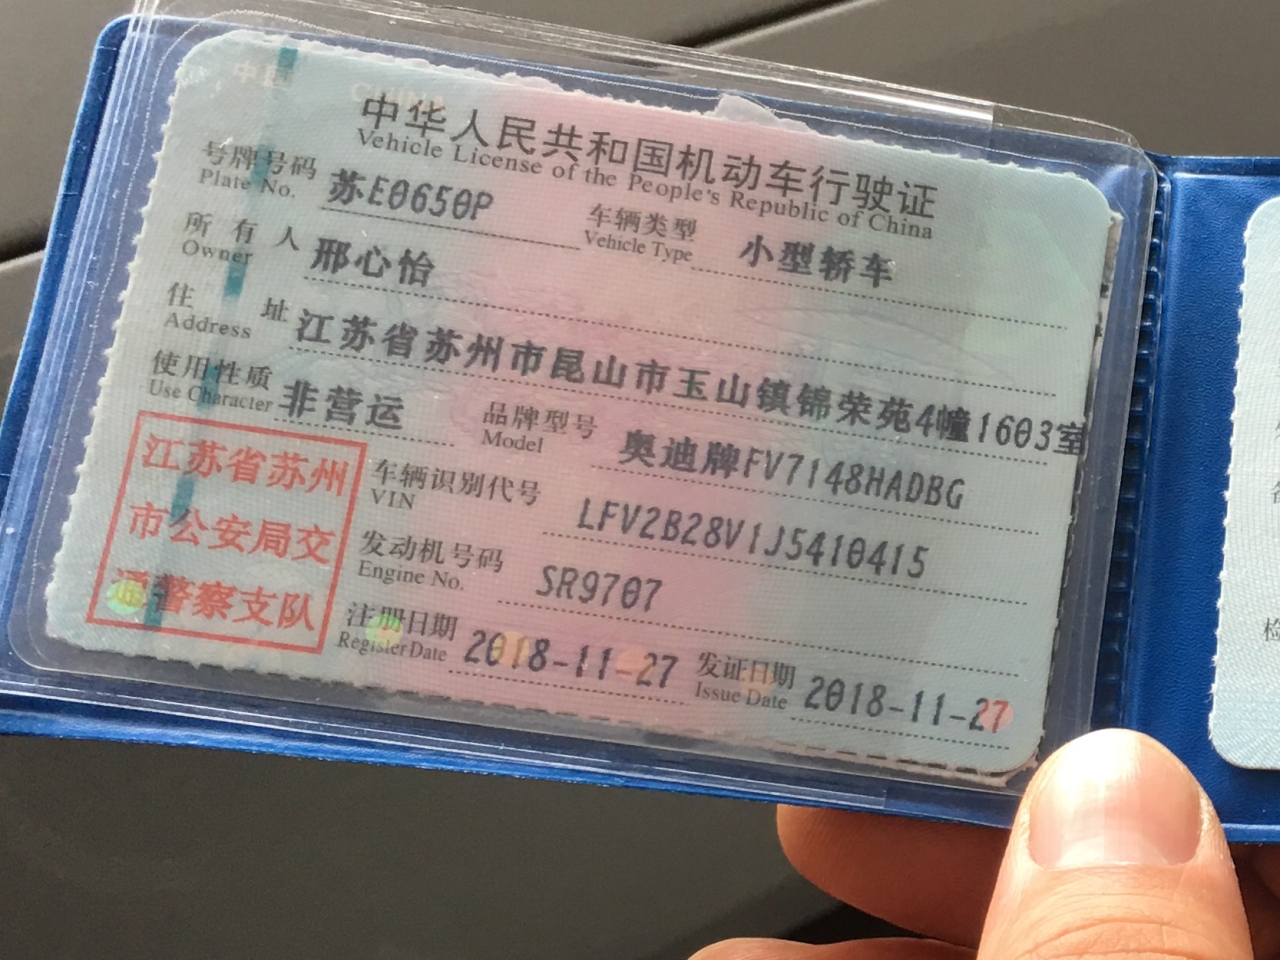 中国
CHINA
中华人民共和国机动车行驶证
Vehicle License of the People's Republic of China
号牌号码 苏E0650P 车辆类型 小型轿车
Plate No. Vehicle Type
所有人 邢心怡
Owner
住址 江苏省苏州市昆山市玉山镇锦荣苑4幢1603室
Address
使用性质 非营运 品牌型号 奥迪牌FV7148HADBG
Use Character Model
江苏省苏州
市公安局交
通警察支队
车辆识别代号 LFV2B28V1J5410415
VIN
发动机号码 SR9707
Engine No.
注册日期 2018-11-27 发证日期 2018-11-27
Register Date Issue Date
检